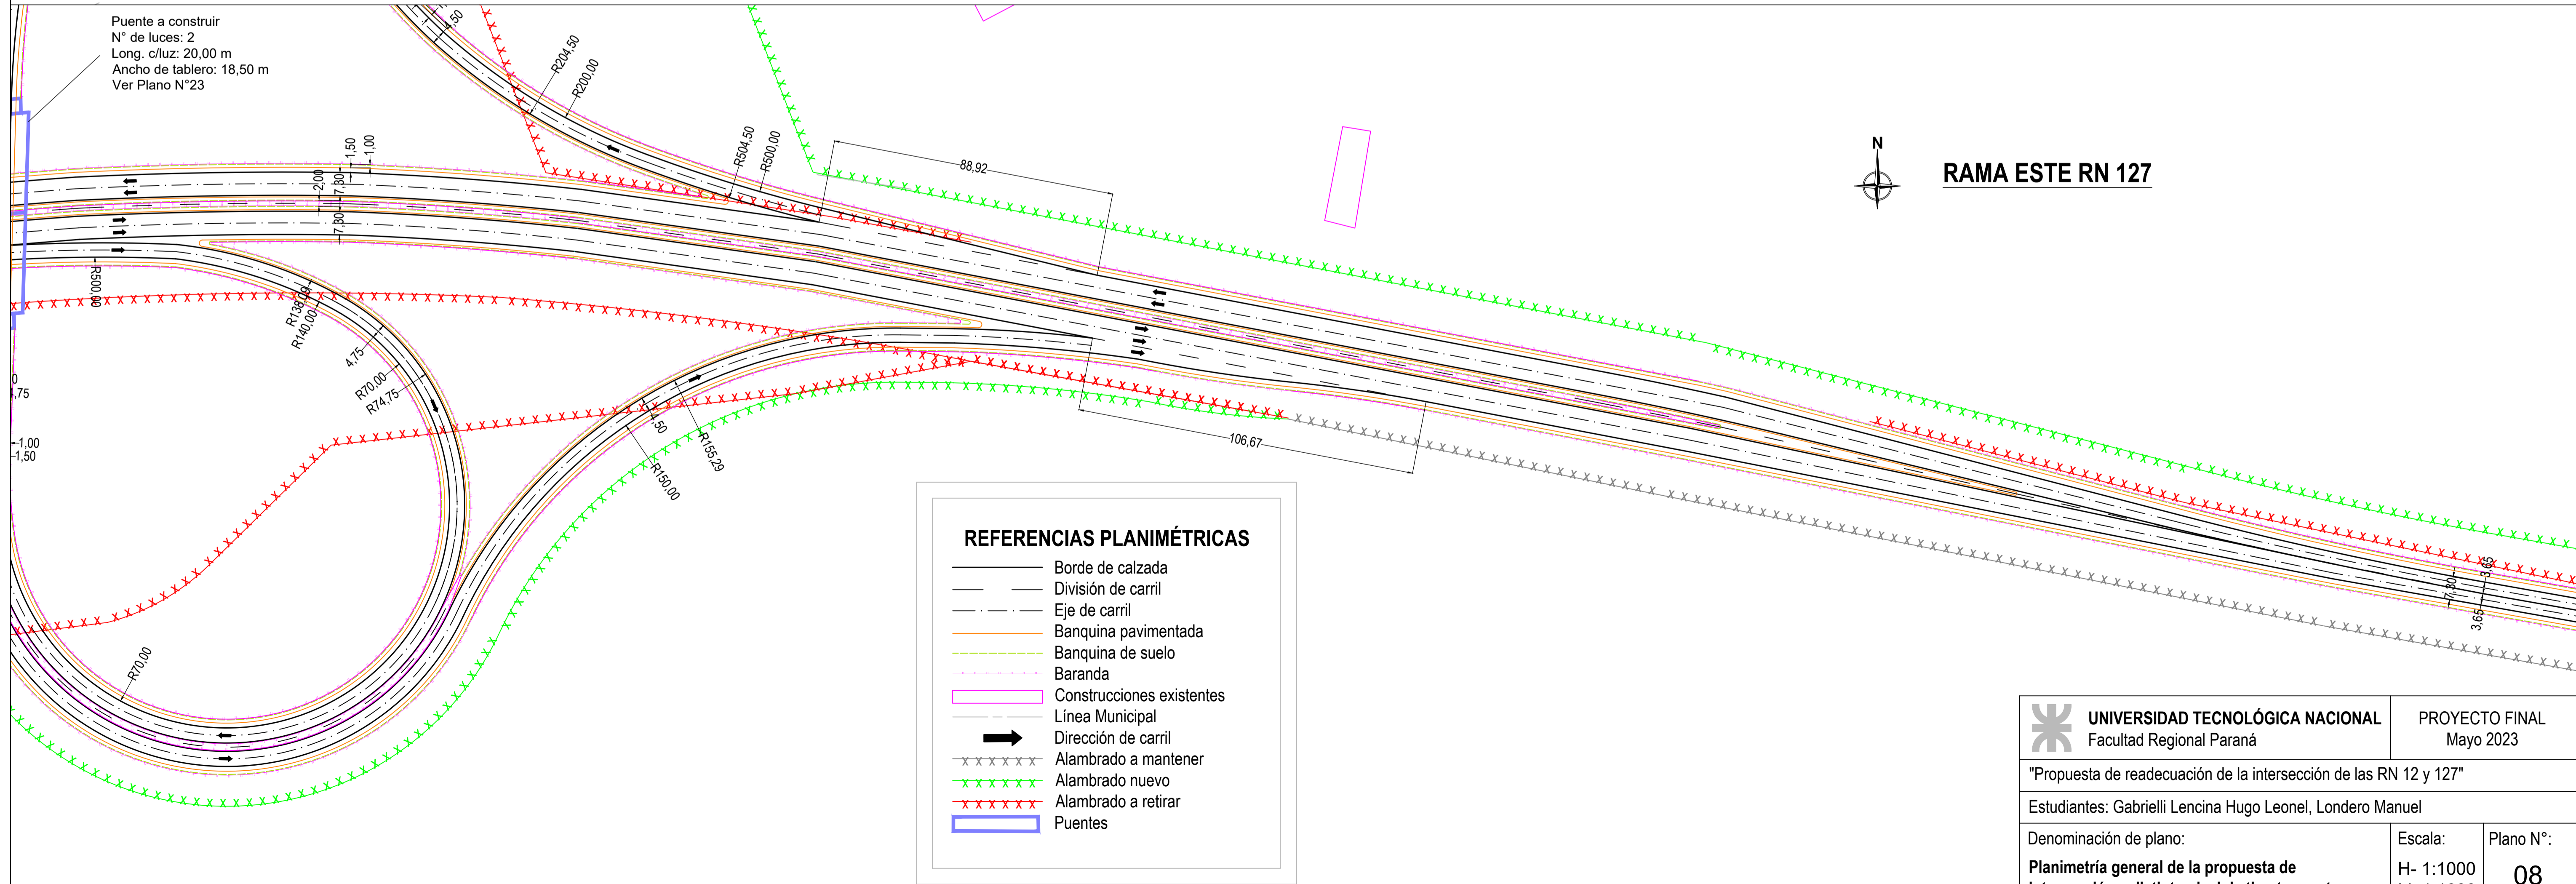 Puente a construir
N° de luces: 2
Long. c/luz: 20,00 m
Ancho de tablero: 18,50 m
Ver Plano N°23
4,50
R204,50
R200,00
R504,50
R500,00
88,92
1,50
1,00
2,00
7,30
7,30
R5000,00
R138,09
R140,00
4,75
R70,00
R74,75
0
,75
1,00
1,50
4,50
R155,29
R150,00
106,67
R70,00
N
RAMA ESTE RN 127
3,65
7,30
3,65
REFERENCIAS PLANIMÉTRICAS
Borde de calzada
División de carril
Eje de carril
Banquina pavimentada
Banquina de suelo
Baranda
Construcciones existentes
Línea Municipal
Dirección de carril
Alambrado a mantener
Alambrado nuevo
Alambrado a retirar
Puentes
UNIVERSIDAD TECNOLÓGICA NACIONAL
Facultad Regional Paraná
PROYECTO FINAL
Mayo 2023
"Propuesta de readecuación de la intersección de las RN 12 y 127"
Estudiantes: Gabrielli Lencina Hugo Leonel, Londero Manuel
Denominación de plano:
Planimetría general de la propuesta de
Escala:
H- 1:1000
Plano N°:
08